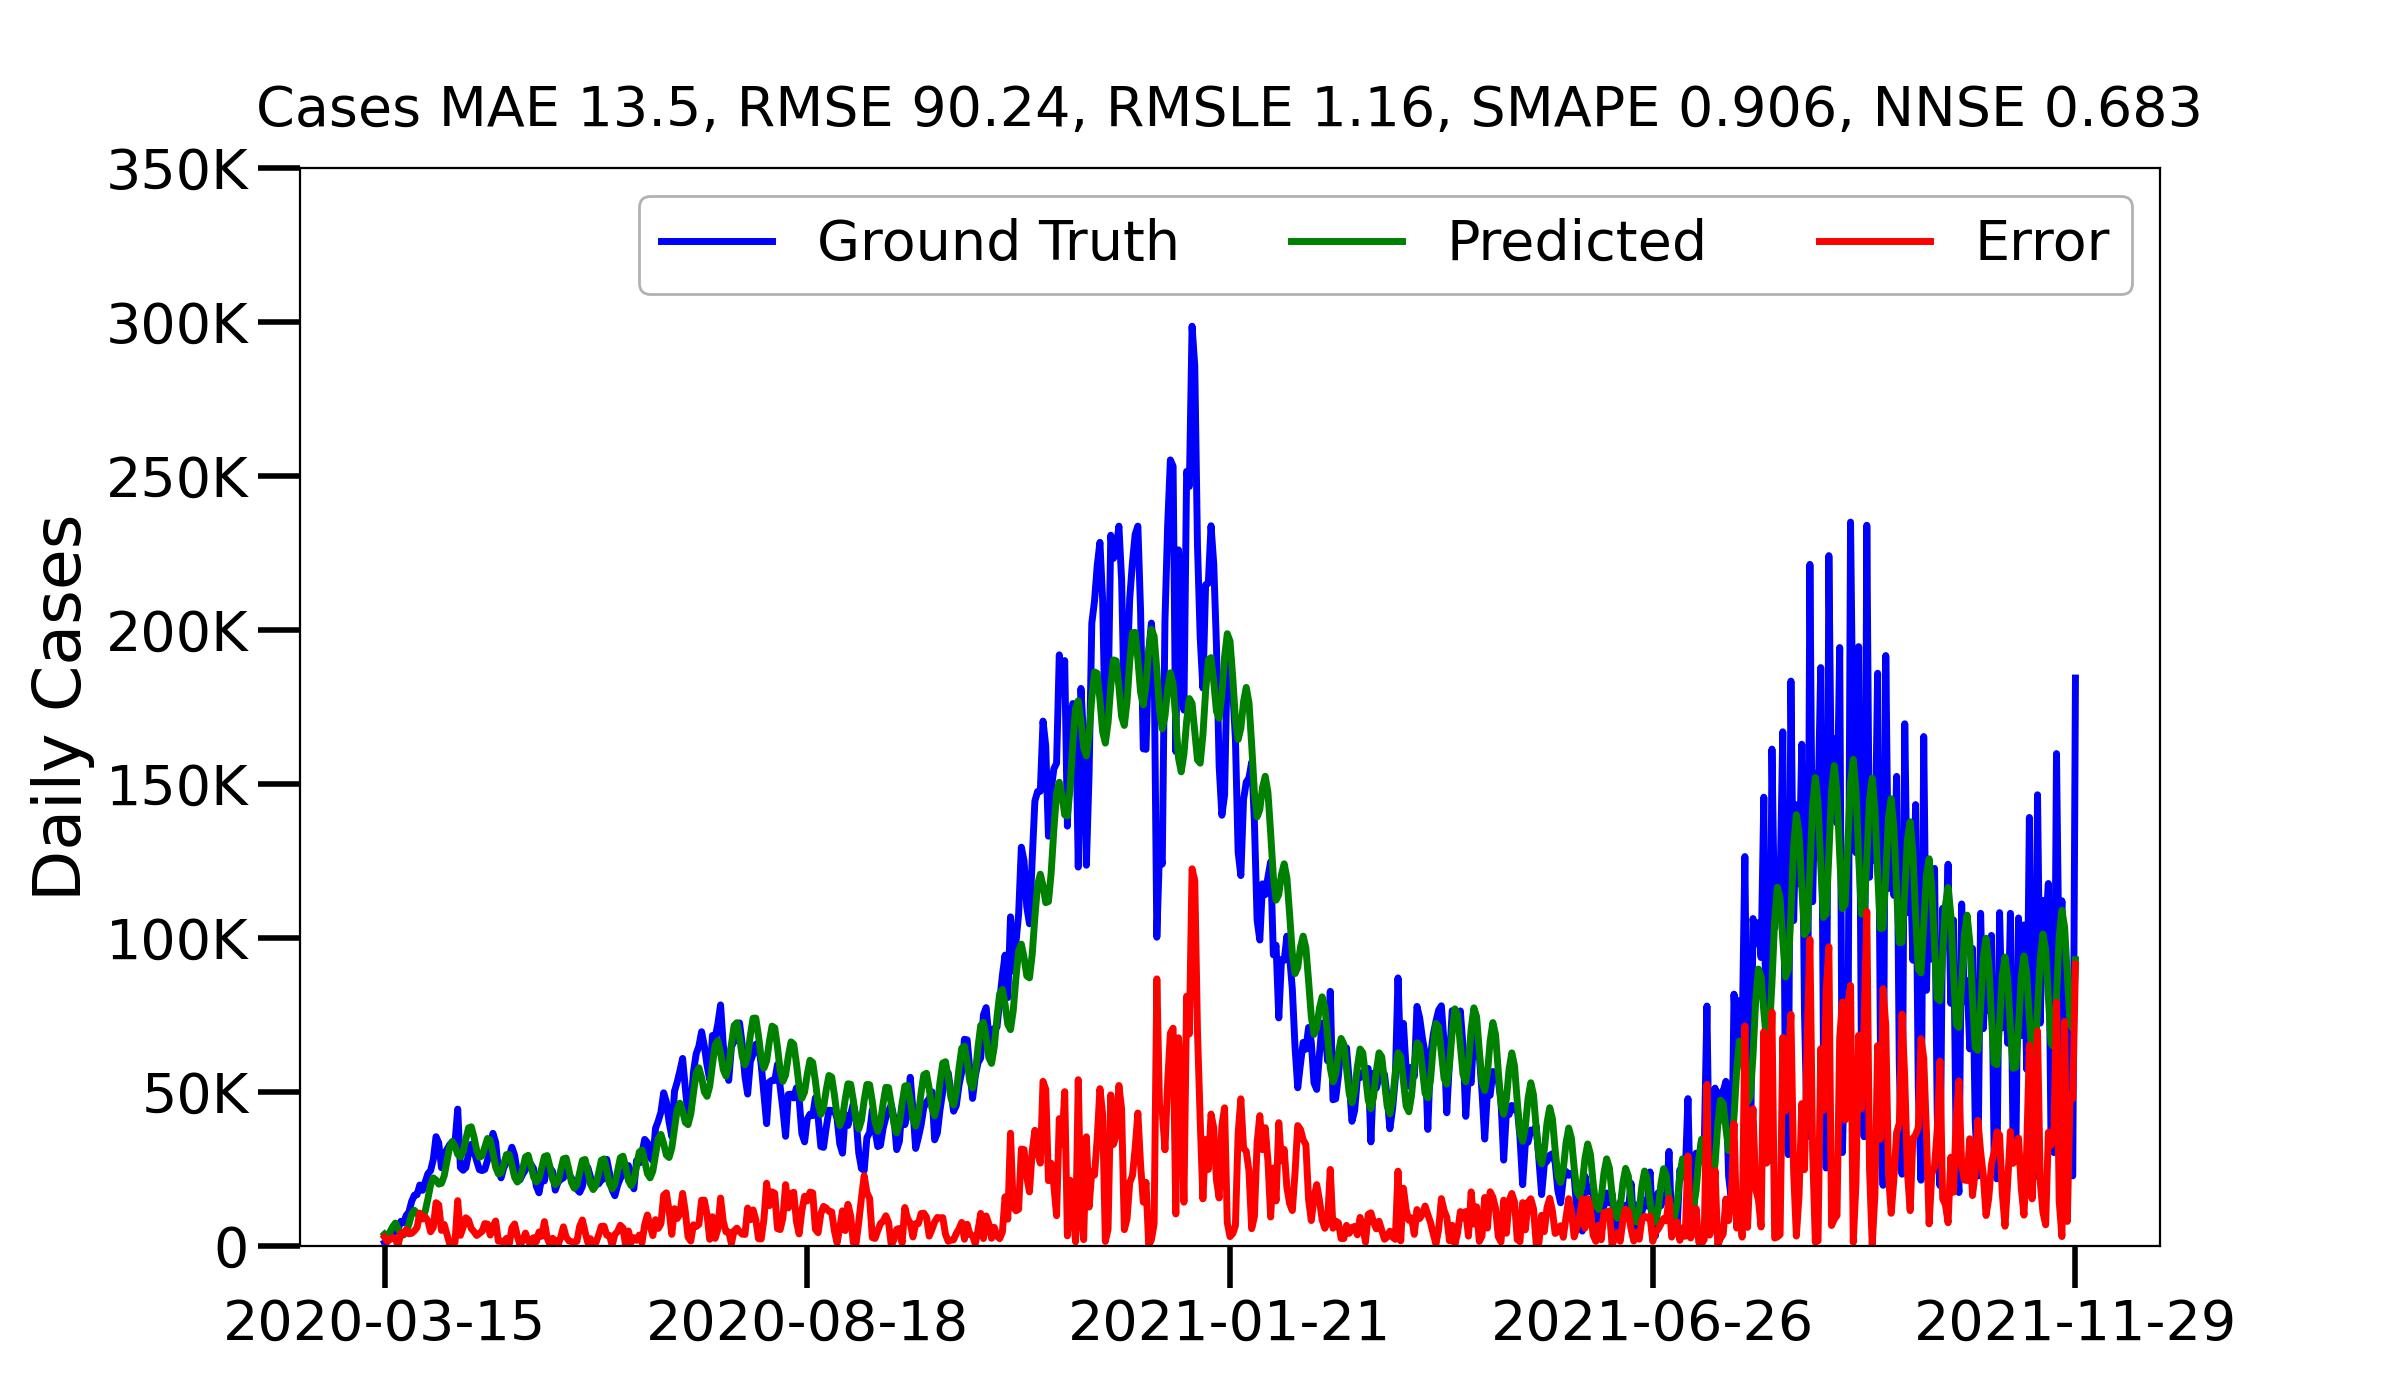 Cases MAE 13.5, RMSE 90.24, RMSLE 1.16, SMAPE 0.906, NNSE 0.683
350K
Ground Truth Predicted Error
300K
250K
200K
150K
100K
50K
0
Daily Cases
2020-03-15 2020-08-18 2021-01-21 2021-06-26 2021-11-29